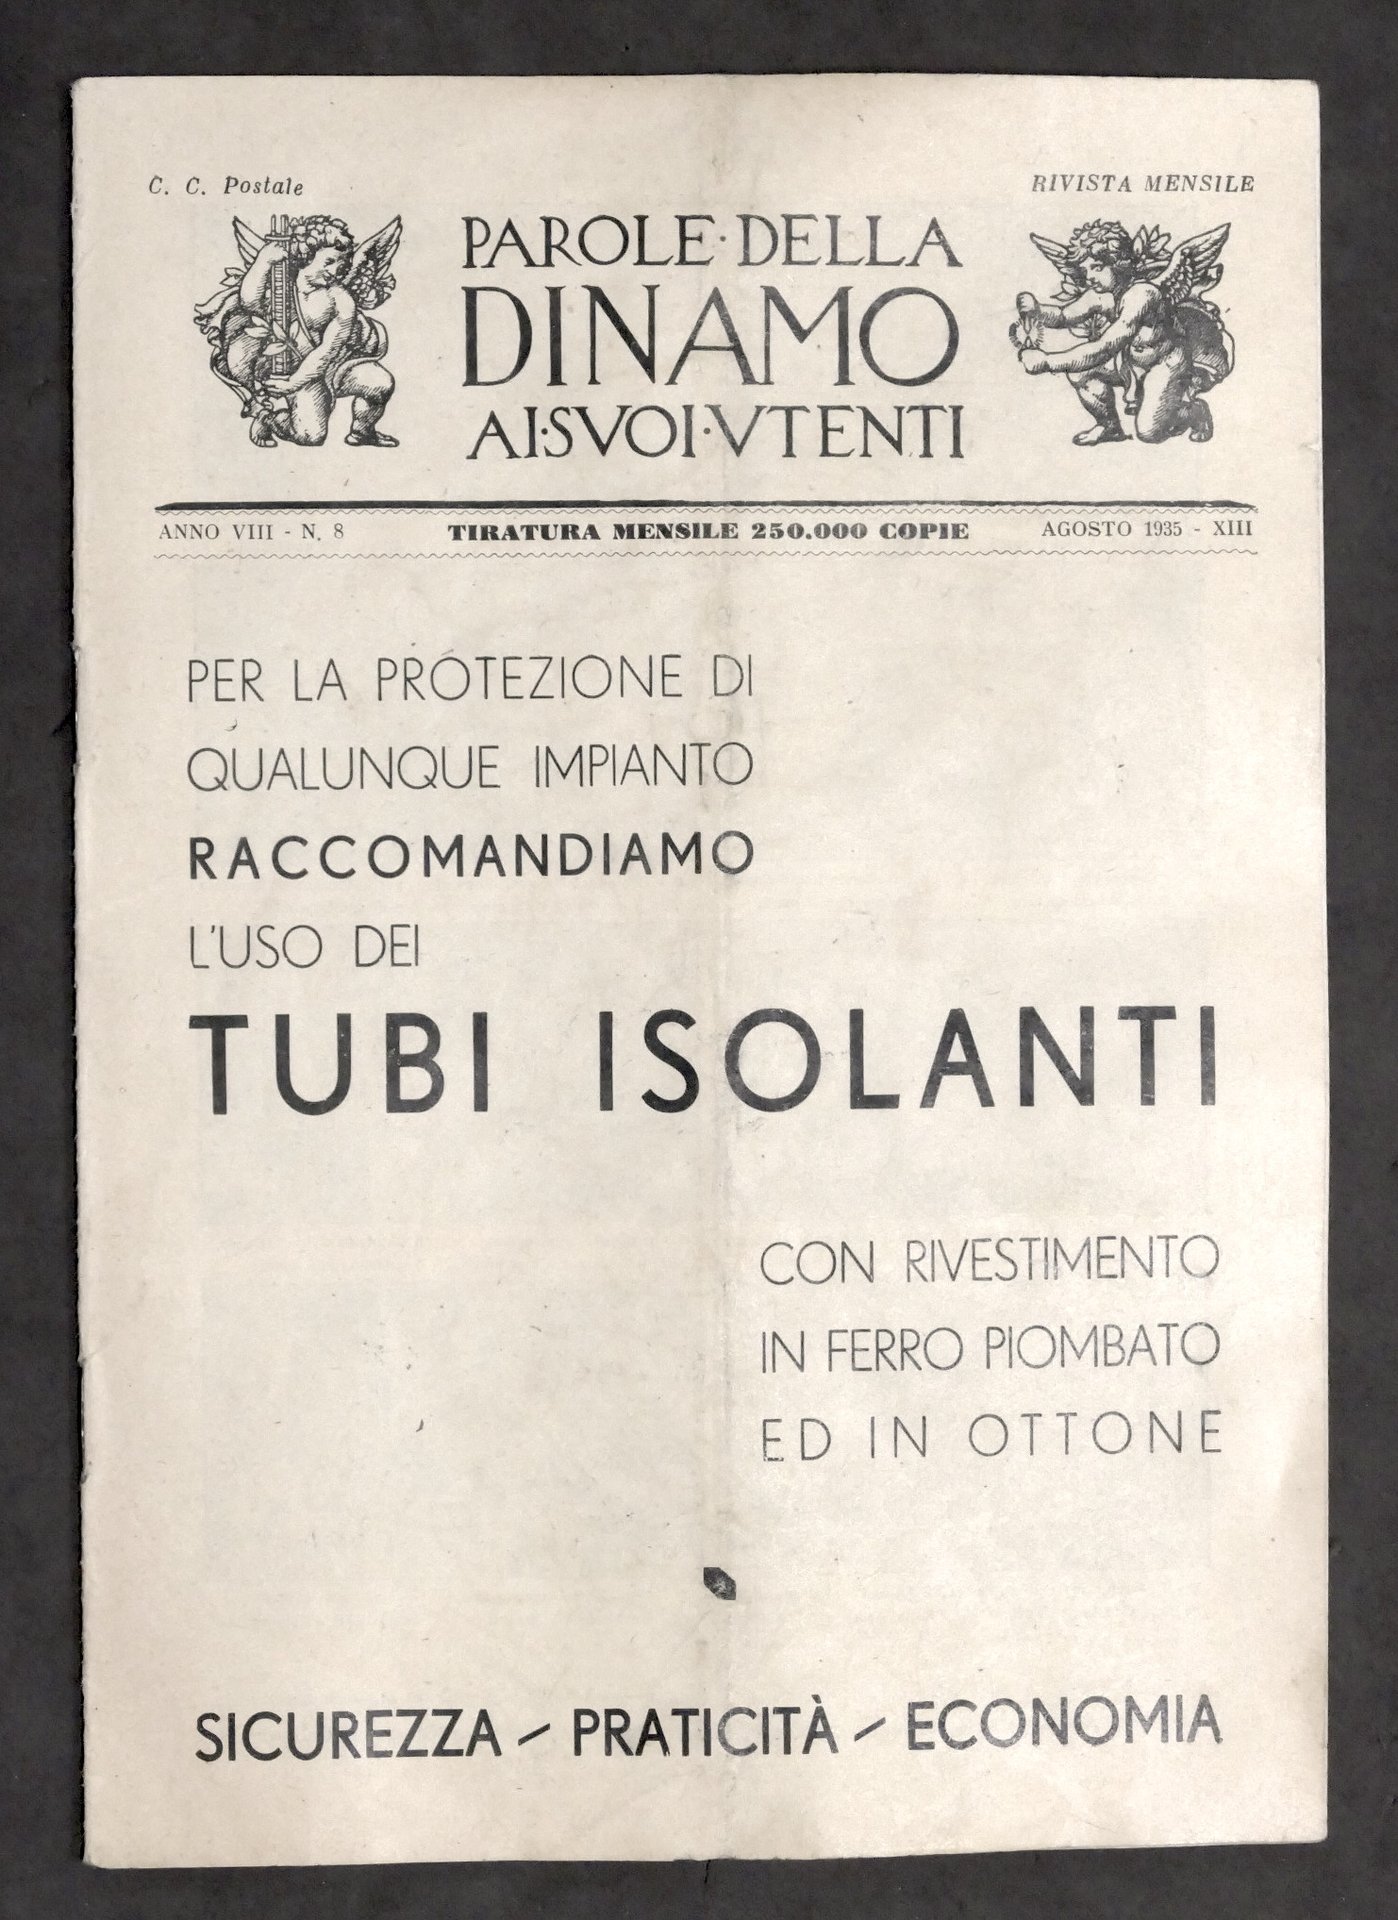 C. C. Postale
RIVISTA MENSILE
PAROLE·DELLA
DINAMO
AI·SVOI·VTENTI
ANNO VIII - N. 8
TIRATURA MENSILE 250.000 COPIE
AGOSTO 1935 - XIII
PER LA PROTEZIONE DI
QUALUNQUE IMPIANTO
RACCOMANDIAMO
L'USO DEI
TUBI ISOLANTI
CON RIVESTIMENTO
IN FERRO PIOMBATO
ED IN OTTONE
SICUREZZA - PRATICITÀ - ECONOMIA